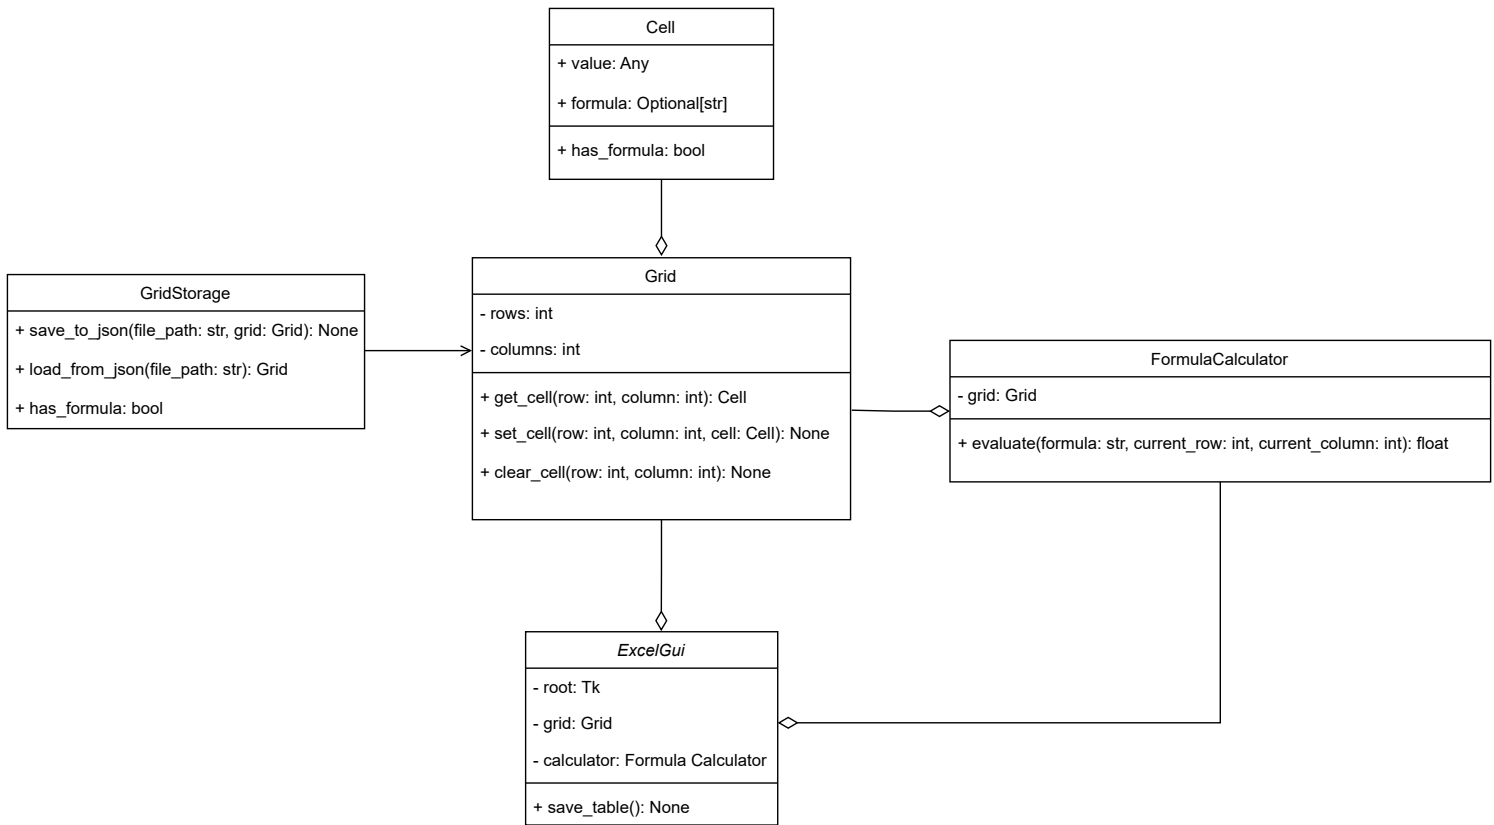 Cell
+ value: Any
+ formula: Optional[str]
+ has_formula: bool
GridStorage
+ save_to_json(file_path: str, grid: Grid): None
+ load_from_json(file_path: str): Grid
+ has_formula: bool
Grid
- rows: int
- columns: int
+ get_cell(row: int, column: int): Cell
+ set_cell(row: int, column: int, cell: Cell): None
+ clear_cell(row: int, column: int): None
FormulaCalculator
- grid: Grid
+ evaluate(formula: str, current_row: int, current_column: int): float
ExcelGui
- root: Tk
- grid: Grid
- calculator: Formula Calculator
+ save_table(): None